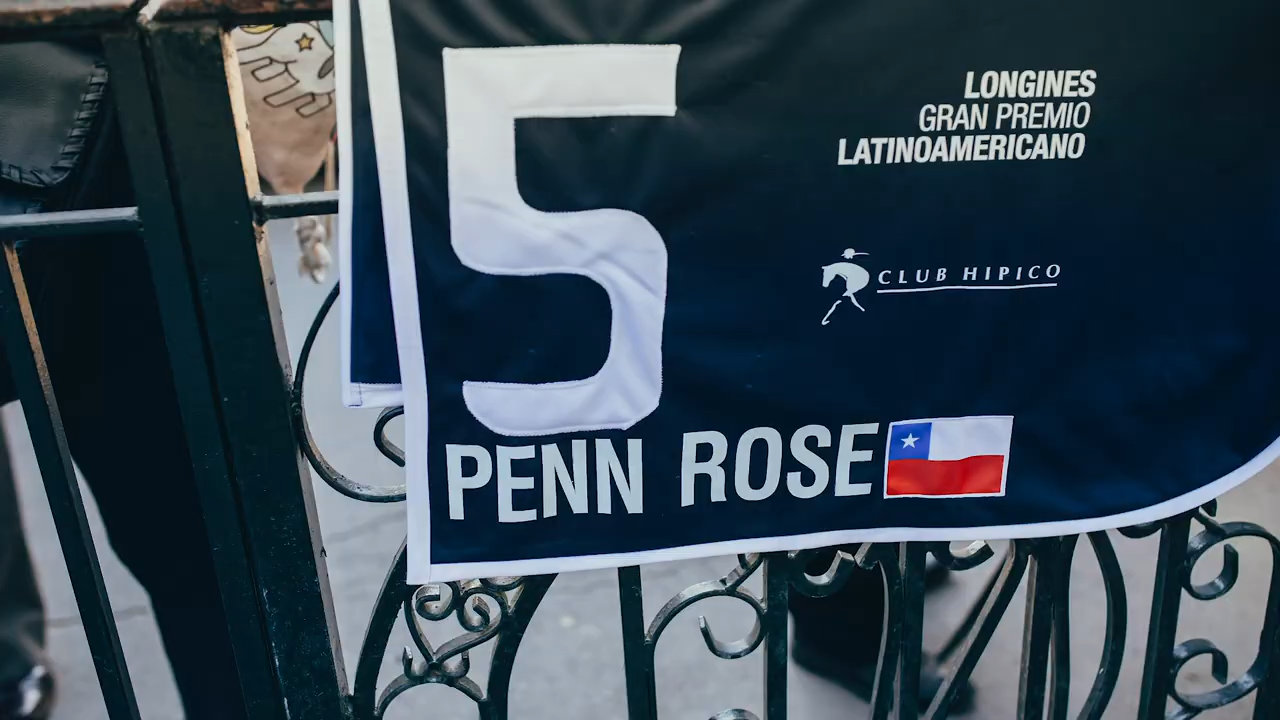 5
LONGINES
GRAN PREMIO
LATINOAMERICANO
CLUB HIPICO
PENN ROSE